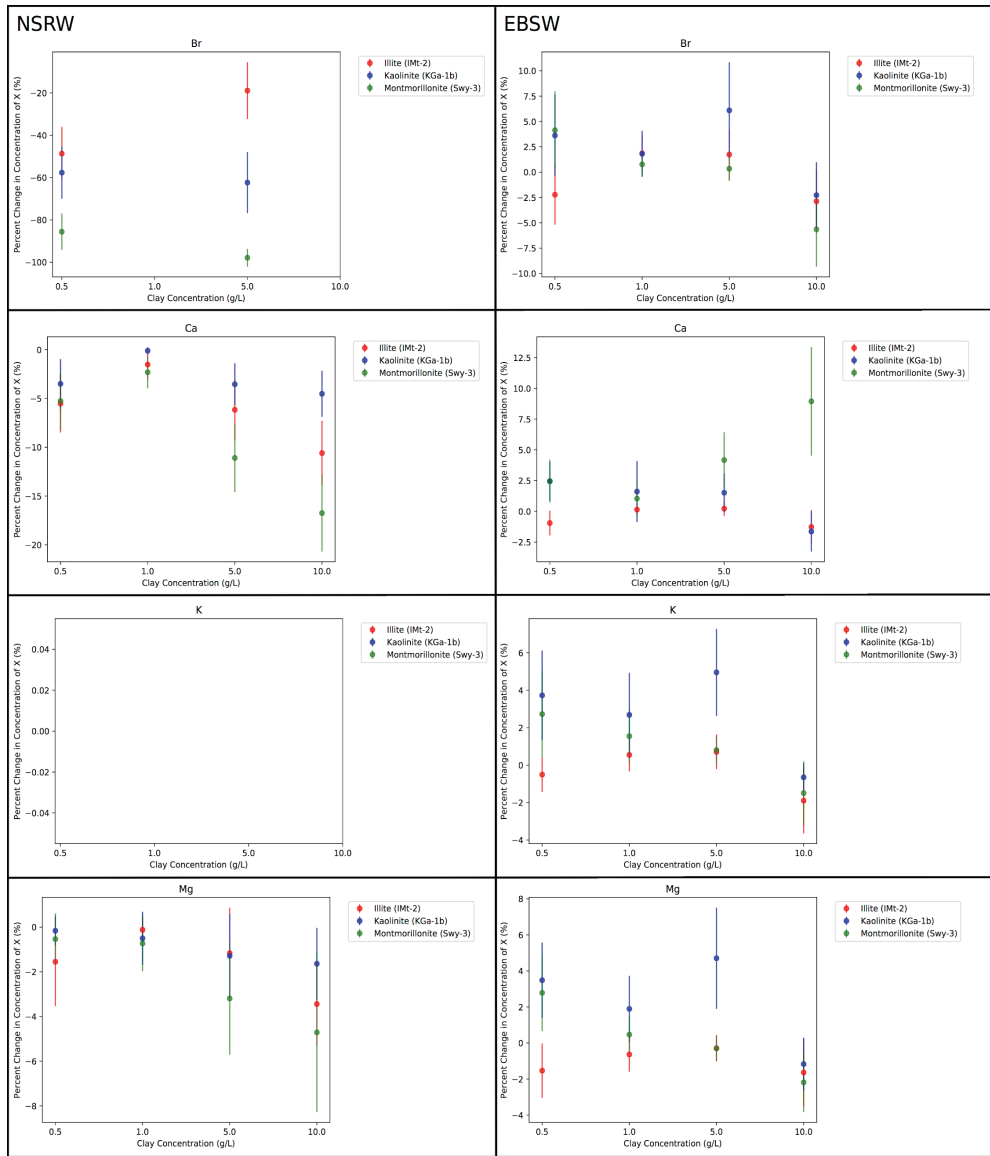 NSRW
Br
Percent Change in Concentration of X (%)
−20
−40
−60
−80
−100
0.5
1.0
5.0
10.0
Clay Concentration (g/L)
Illite (IMt-2)
Kaolinite (KGa-1b)
Montmorillonite (Swy-3)
EBSW
Br
Percent Change in Concentration of X (%)
10.0
7.5
5.0
2.5
0.0
−2.5
−5.0
−7.5
−10.0
0.5
1.0
5.0
10.0
Clay Concentration (g/L)
Illite (IMt-2)
Kaolinite (KGa-1b)
Montmorillonite (Swy-3)
Ca
Percent Change in Concentration of X (%)
0
−5
−10
−15
−20
0.5
1.0
5.0
10.0
Clay Concentration (g/L)
Illite (IMt-2)
Kaolinite (KGa-1b)
Montmorillonite (Swy-3)
Ca
Percent Change in Concentration of X (%)
12.5
10.0
7.5
5.0
2.5
0.0
−2.5
0.5
1.0
5.0
10.0
Clay Concentration (g/L)
Illite (IMt-2)
Kaolinite (KGa-1b)
Montmorillonite (Swy-3)
K
Percent Change in Concentration of X (%)
0.04
0.02
0.00
−0.02
−0.04
0.5
1.0
5.0
10.0
Clay Concentration (g/L)
Illite (IMt-2)
Kaolinite (KGa-1b)
Montmorillonite (Swy-3)
K
Percent Change in Concentration of X (%)
6
4
2
0
−2
−4
0.5
1.0
5.0
10.0
Clay Concentration (g/L)
Illite (IMt-2)
Kaolinite (KGa-1b)
Montmorillonite (Swy-3)
Mg
Percent Change in Concentration of X (%)
0
−2
−4
−6
−8
0.5
1.0
5.0
10.0
Clay Concentration (g/L)
Illite (IMt-2)
Kaolinite (KGa-1b)
Montmorillonite (Swy-3)
Mg
Percent Change in Concentration of X (%)
8
6
4
2
0
−2
−4
0.5
1.0
5.0
10.0
Clay Concentration (g/L)
Illite (IMt-2)
Kaolinite (KGa-1b)
Montmorillonite (Swy-3)